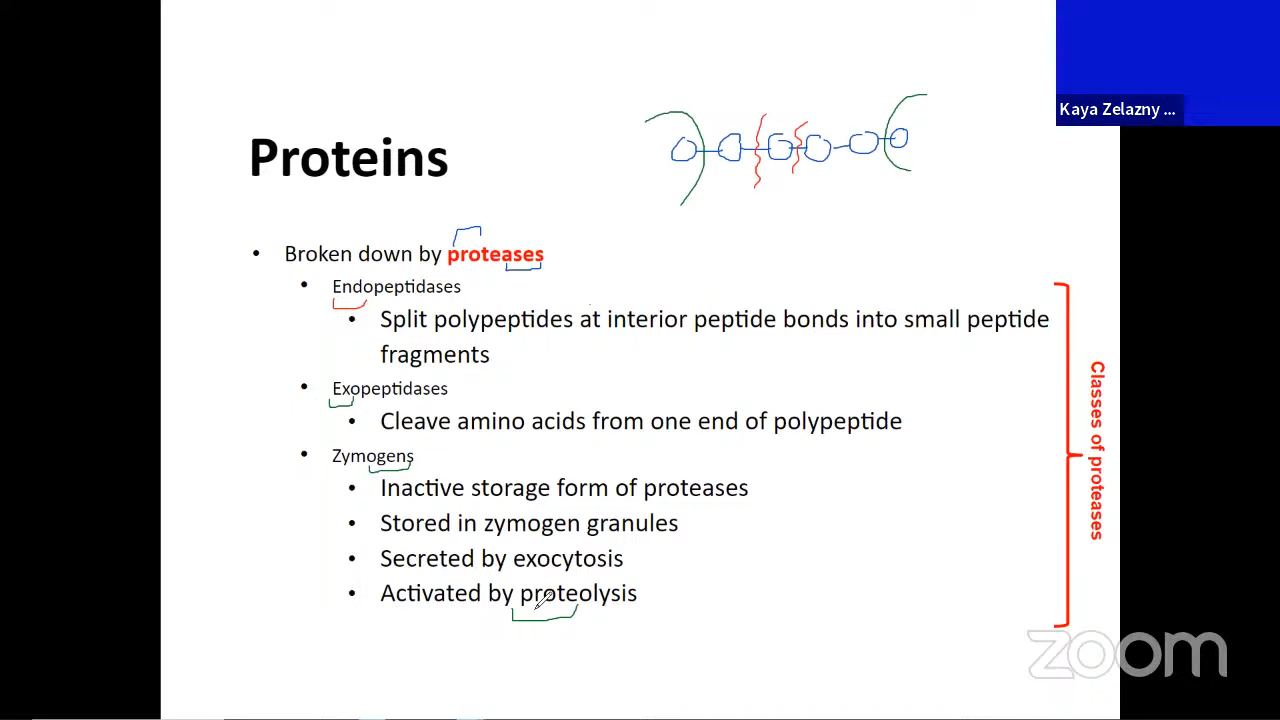 Kaya Zelazny ...
Proteins
• Broken down by proteases
• Endopeptidases
• Split polypeptides at interior peptide bonds into small peptide
fragments
• Exopeptidases
• Cleave amino acids from one end of polypeptide
• Zymogens
• Inactive storage form of proteases
• Stored in zymogen granules
• Secreted by exocytosis
• Activated by proteolysis
Classes of proteases
zoom